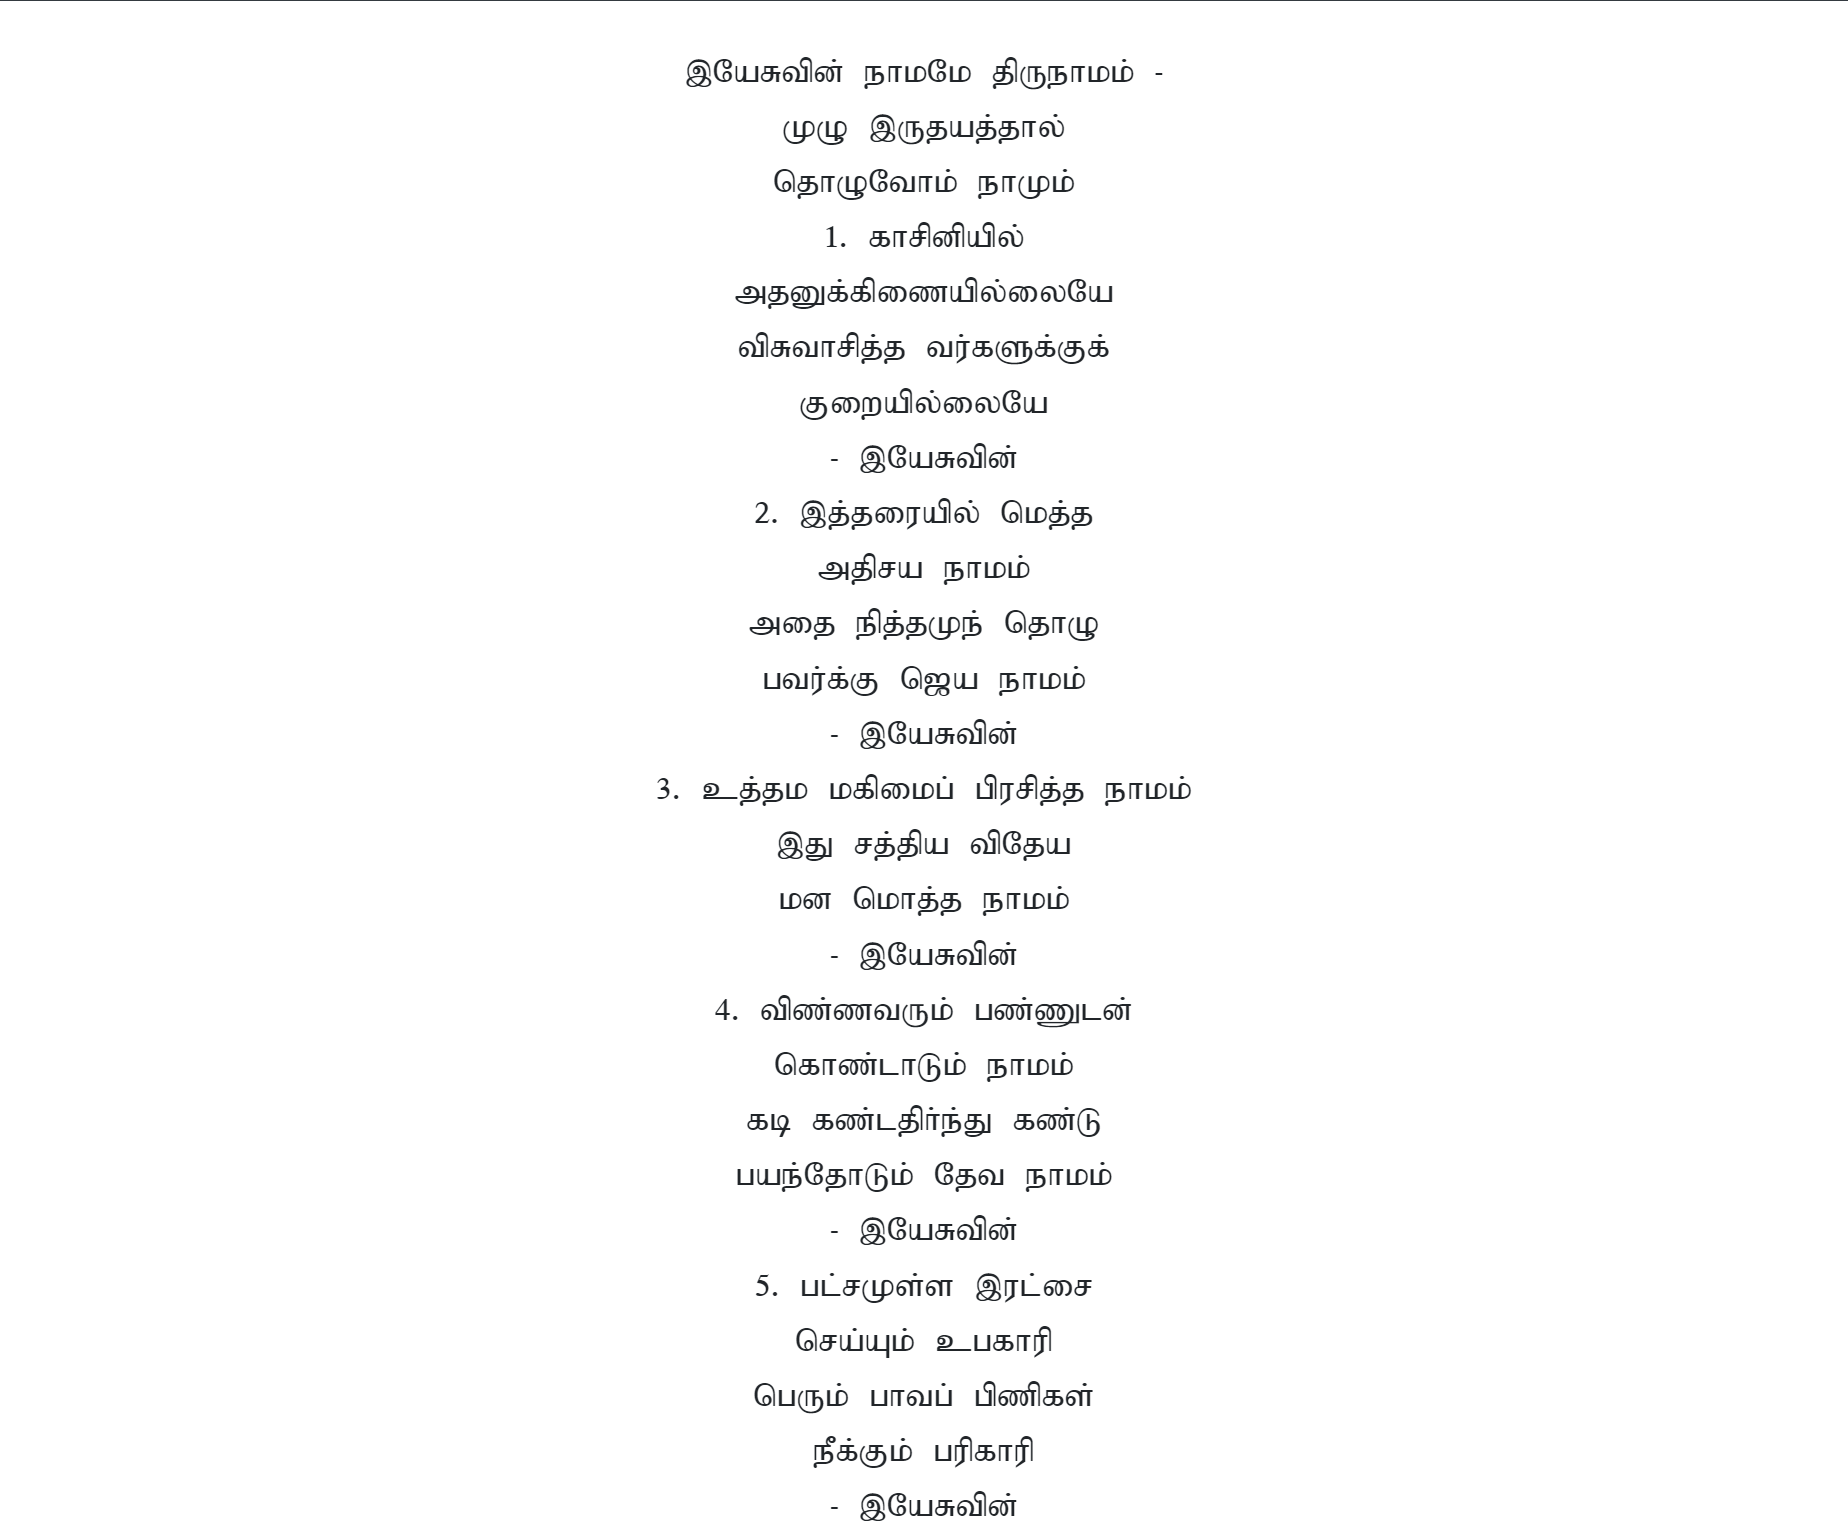 இயேசுவின் நாமமே திருநாமம் -
முழு இருதயத்தால்
தொழுவோம் நாமும்
1. காசினியில்
அதனுக்கிணையில்லையே
விசுவாசித்த வர்களுக்குக்
குறையில்லையே
- இயேசுவின்
2. இத்தரையில் மெத்த
அதிசய நாமம்
அதை நித்தமுந் தொழு
பவர்க்கு ஜெய நாமம்
- இயேசுவின்
3. உத்தம மகிமைப் பிரசித்த நாமம்
இது சத்திய விதேய
மன மொத்த நாமம்
- இயேசுவின்
4. விண்ணவரும் பண்ணுடன்
கொண்டாடும் நாமம்
கடி கண்டதிர்ந்து கண்டு
பயந்தோடும் தேவ நாமம்
- இயேசுவின்
5. பட்சமுள்ள இரட்சை
செய்யும் உபகாரி
பெரும் பாவப் பிணிகள்
நீக்கும் பரிகாரி
- இயேசுவின்